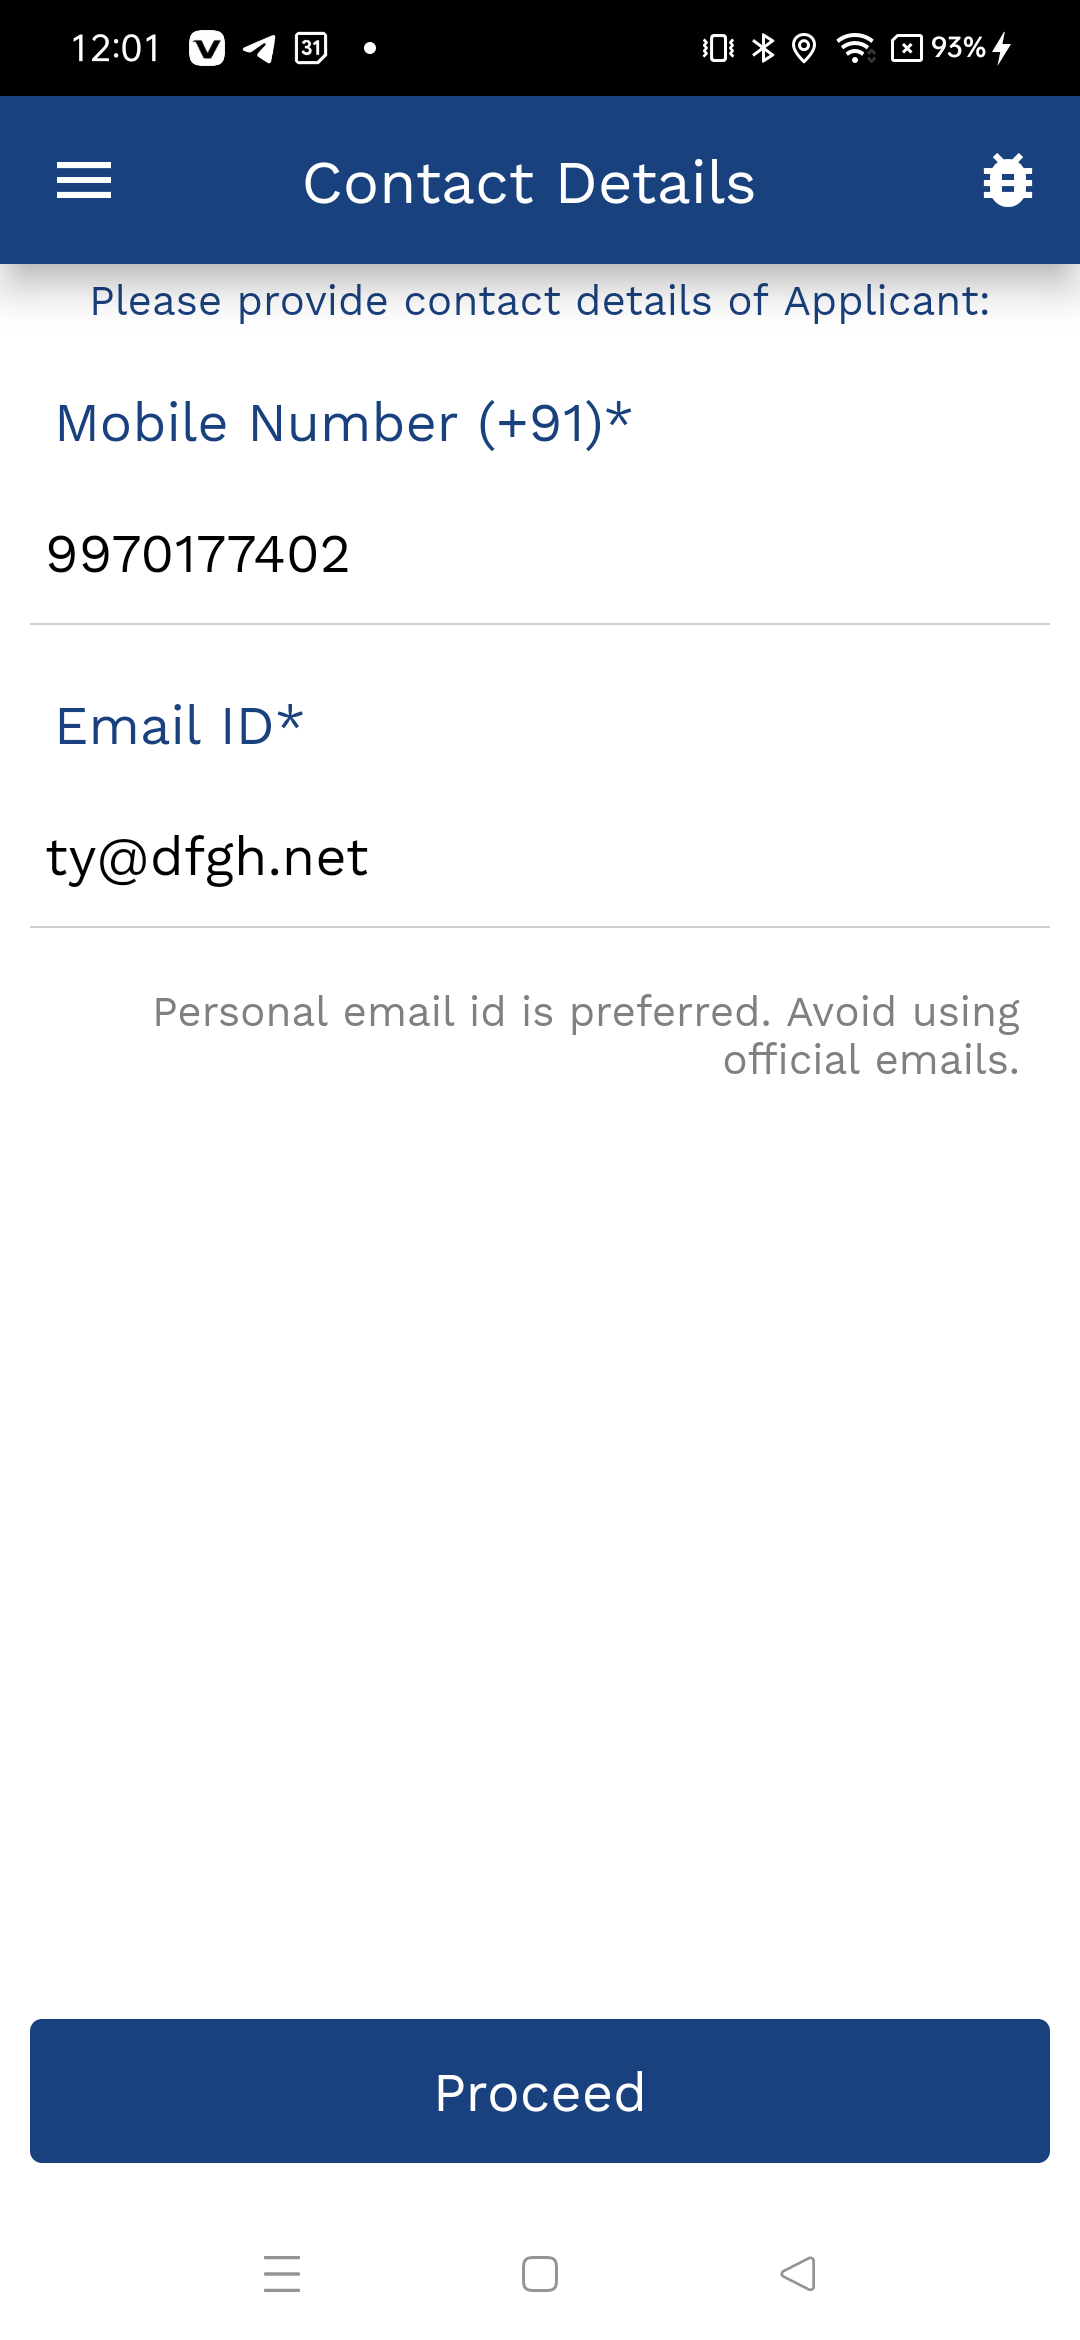 12:01 31 93%
Contact Details
Please provide contact details of Applicant:
Mobile Number (+91)*
9970177402
Email ID*
ty@dfgh.net
Personal email id is preferred. Avoid using
official emails.
Proceed